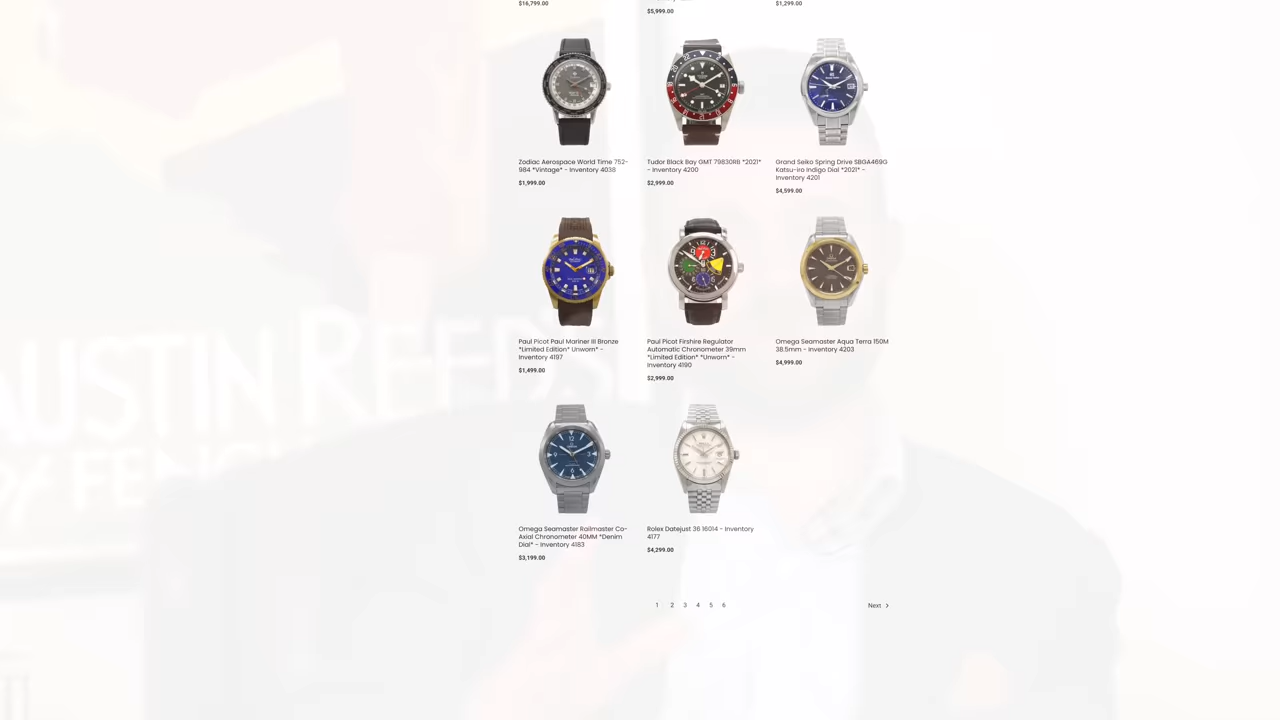 $16,799.00
$5,999.00
$1,299.00
Zodiac Aerospace World Time 752-
984 *Vintage* - Inventory 4038
$1,999.00
Tudor Black Bay GMT 79830RB *2021*
- Inventory 4200
$2,999.00
Grand Seiko Spring Drive SBGA469G
Katsu-iro Indigo Dial *2021* -
Inventory 4201
$4,599.00
Paul Picot Paul Mariner III Bronze
*Limited Edition* Unworn* -
Inventory 4197
$1,499.00
Paul Picot Firshire Regulator
Automatic Chronometer 39mm
*Limited Edition* *Unworn* -
Inventory 4190
$2,999.00
Omega Seamaster Aqua Terra 150M
38.5mm - Inventory 4203
$4,999.00
AUSTIN REEDS
Omega Seamaster Railmaster Co-
Axial Chronometer 40MM *Denim
Dial* - Inventory 4183
$3,199.00
Rolex Datejust 36 16014 - Inventory
4177
$4,299.00
1 2 3 4 5 6
Next >